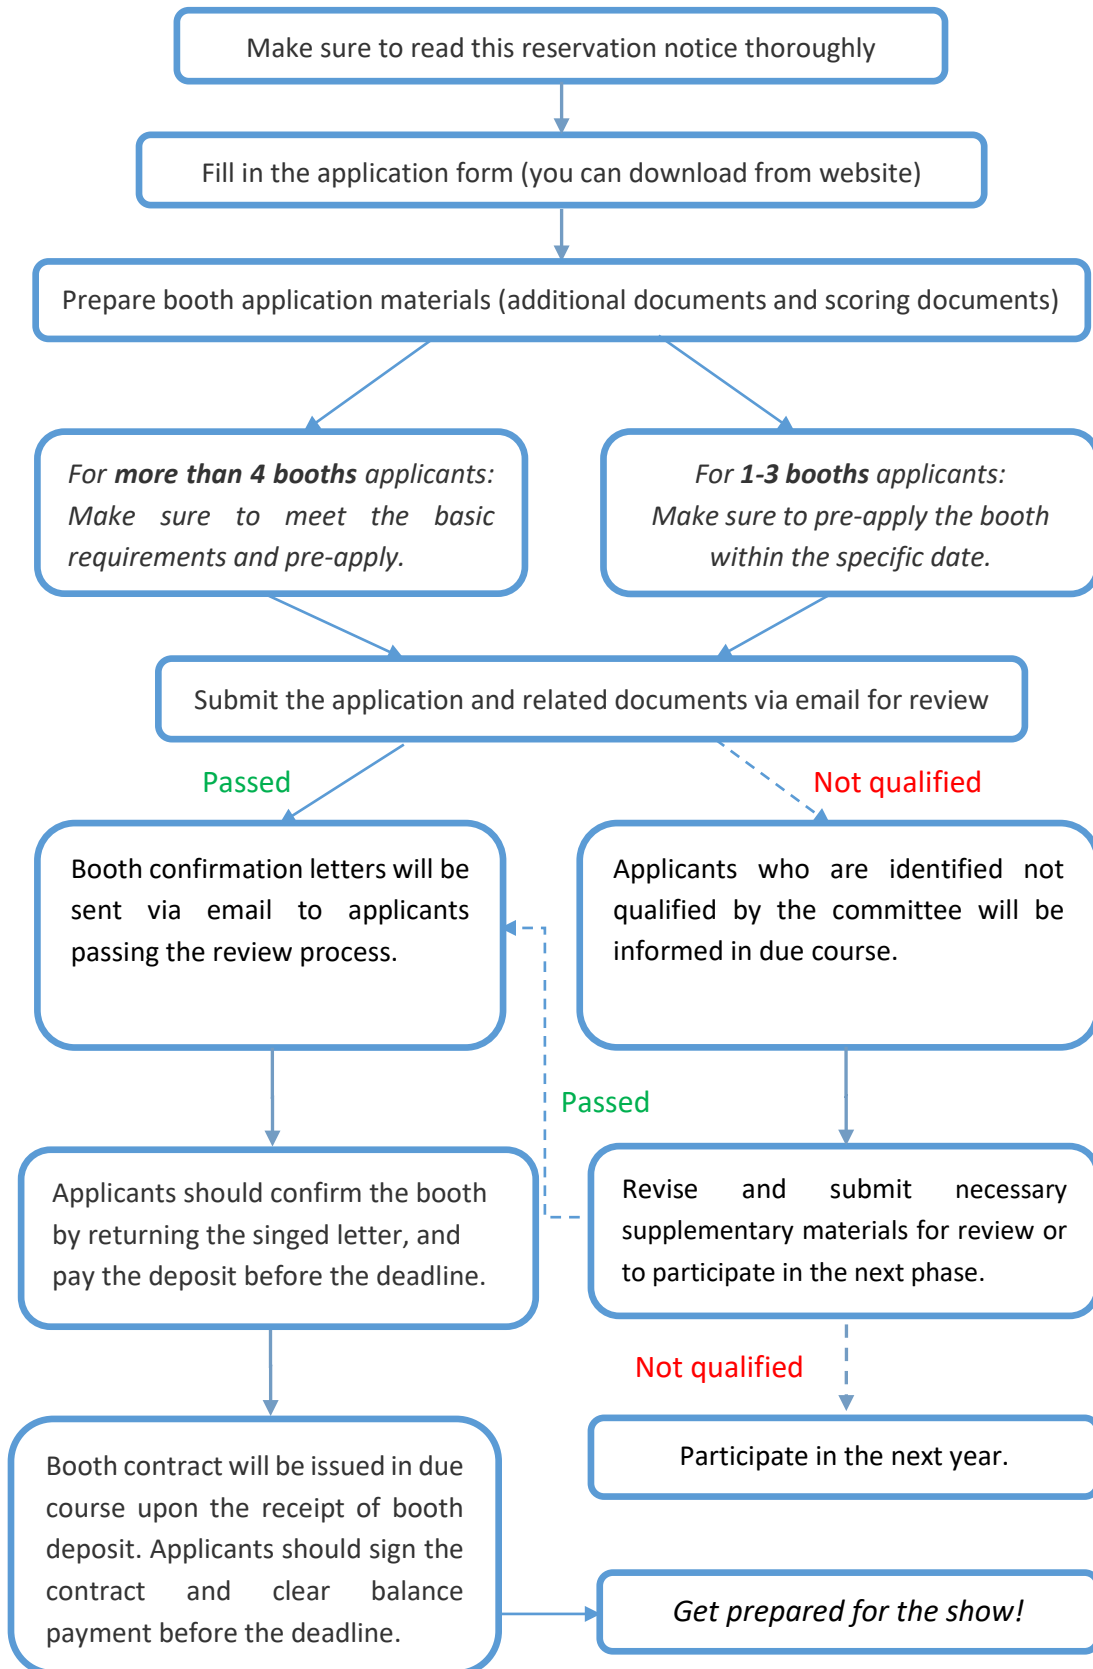 Make sure to read this reservation notice thoroughly
Fill in the application form (you can download from website)
Prepare booth application materials (additional documents and scoring documents)
For more than 4 booths applicants:
Make sure to meet the basic
requirements and pre-apply.
For 1-3 booths applicants:
Make sure to pre-apply the booth
within the specific date.
Submit the application and related documents via email for review
Passed
Not qualified
Booth confirmation letters will be
sent via email to applicants
passing the review process.
Applicants who are identified not
qualified by the committee will be
informed in due course.
Passed
Applicants should confirm the booth
by returning the singed letter, and
pay the deposit before the deadline.
Revise and submit necessary
supplementary materials for review or
to participate in the next phase.
Not qualified
Booth contract will be issued in due
course upon the receipt of booth
deposit. Applicants should sign the
contract and clear balance
payment before the deadline.
Participate in the next year.
Get prepared for the show!